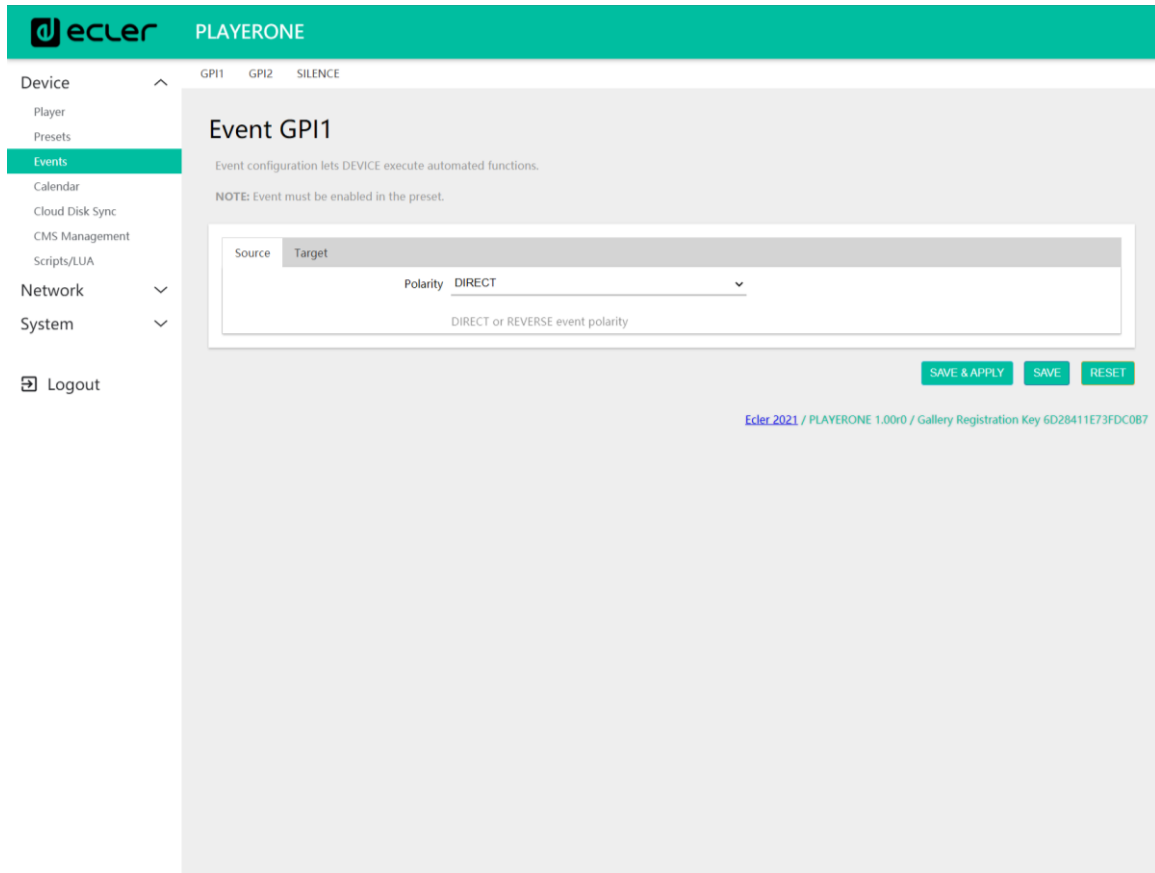 ecler
PLAYERONE
Device
Player
Presets
Events
Calendar
Cloud Disk Sync
CMS Management
Scripts/LUA
Network
System
Logout
GPI1 GPI2 SILENCE
Event GPI1
Event configuration lets DEVICE execute automated functions.
NOTE: Event must be enabled in the preset.
Source Target
Polarity DIRECT
DIRECT or REVERSE event polarity
SAVE & APPLY SAVE RESET
Ecler 2021 / PLAYERONE 1.00r0 / Gallery Registration Key 6D28411E73FDC0B7